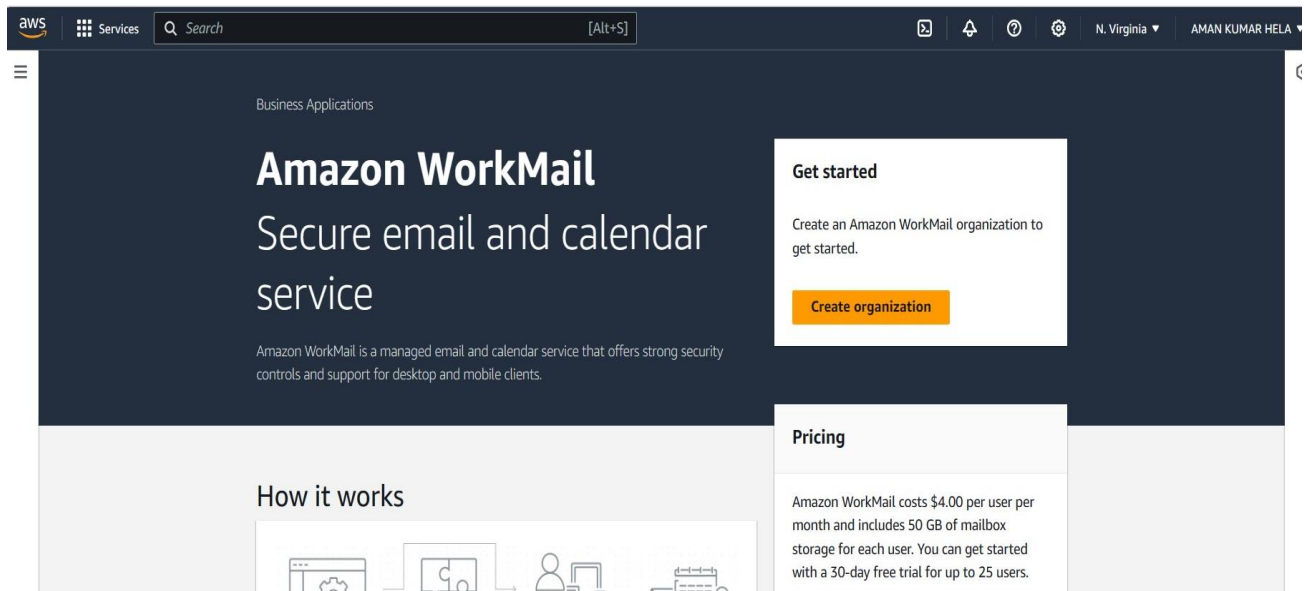 aws
Services
Search
[Alt+S]
N. Virginia
AMAN KUMAR HELA
Business Applications
Amazon WorkMail
Secure email and calendar
service
Amazon WorkMail is a managed email and calendar service that offers strong security
controls and support for desktop and mobile clients.
Get started
Create an Amazon WorkMail organization to
get started.
Create organization
Pricing
Amazon WorkMail costs $4.00 per user per
month and includes 50 GB of mailbox
storage for each user. You can get started
with a 30-day free trial for up to 25 users.
How it works